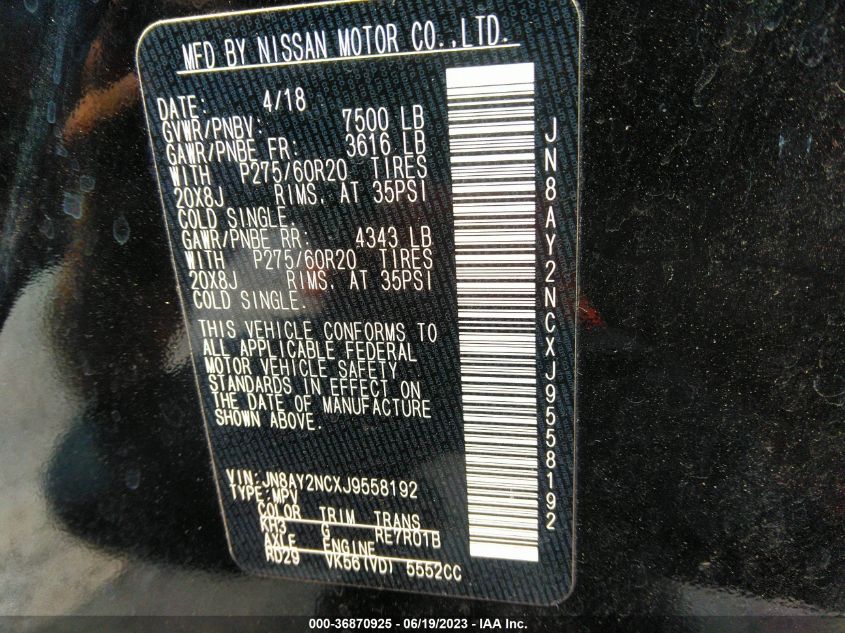 MFD BY NISSAN MOTOR CO.,LTD.
DATE: 4/18
GVWR/PNBV: 7500 LB
GAWR/PNBE FR: 3616 LB
WITH P275/60R20 TIRES
20X8J RIMS. AT 35PSI
COLD SINGLE.
GAWR/PNBE RR: 4343 LB
WITH P275/60R20 TIRES
20X8J RIMS. AT 35PSI
COLD SINGLE.
THIS VEHICLE CONFORMS TO
ALL APPLICABLE FEDERAL
MOTOR VEHICLE SAFETY
STANDARDS IN EFFECT ON
THE DATE OF MANUFACTURE
SHOWN ABOVE.
VIN:JN8AY2NCXJ9558192
TYPE:MPV
COLOR TRIM TRANS
KH3 G RE7R01B
AXLE ENGINE
RD29 VK56(VD) 5552CC
JN8AY2NCXJ9558192
000-36870925 - 06/19/2023 - IAA Inc.